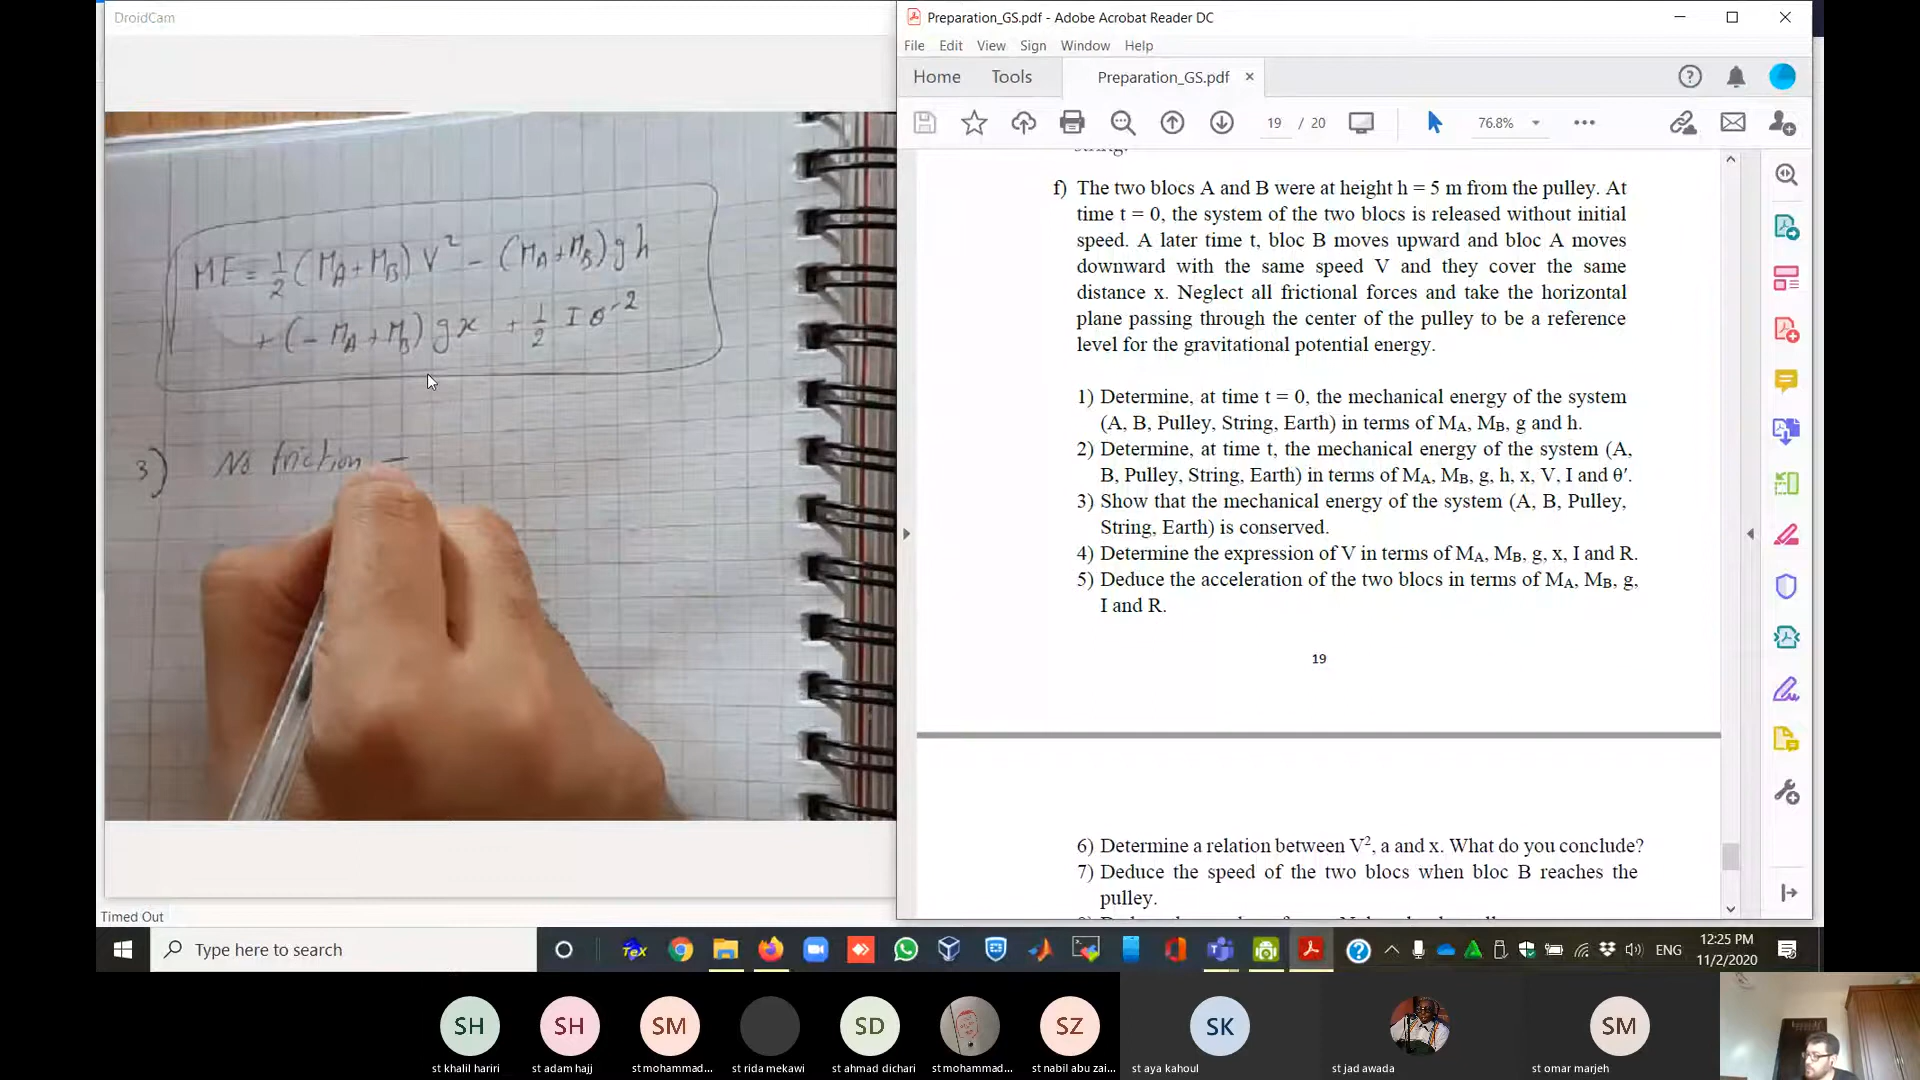 DroidCam
ME = 1/2 (MA+MB) V² - (MA+MB) g h
+ (- MA+MB) g x + 1/2 I θ'²
3) No friction
Timed Out
Preparation_GS.pdf - Adobe Acrobat Reader DC
File Edit View Sign Window Help
Home Tools Preparation_GS.pdf ×
19 / 20 76.8%
string.
f) The two blocs A and B were at height h = 5 m from the pulley. At
time t = 0, the system of the two blocs is released without initial
speed. A later time t, bloc B moves upward and bloc A moves
downward with the same speed V and they cover the same
distance x. Neglect all frictional forces and take the horizontal
plane passing through the center of the pulley to be a reference
level for the gravitational potential energy.
1) Determine, at time t = 0, the mechanical energy of the system
(A, B, Pulley, String, Earth) in terms of MA, MB, g and h.
2) Determine, at time t, the mechanical energy of the system (A,
B, Pulley, String, Earth) in terms of MA, MB, g, h, x, V, I and θ′.
3) Show that the mechanical energy of the system (A, B, Pulley,
String, Earth) is conserved.
4) Determine the expression of V in terms of MA, MB, g, x, I and R.
5) Deduce the acceleration of the two blocs in terms of MA, MB, g,
I and R.
19
6) Determine a relation between V², a and x. What do you conclude?
7) Deduce the speed of the two blocs when bloc B reaches the
pulley.
Type here to search
TeX
ENG
12:25 PM
11/2/2020
SH SH SM SD SZ SK SM
st khalil hariri st adam hajj st mohammad... st rida mekawi st ahmad dichari st mohammad... st nabil abu zai... st aya kahoul st jad awada st omar marjeh